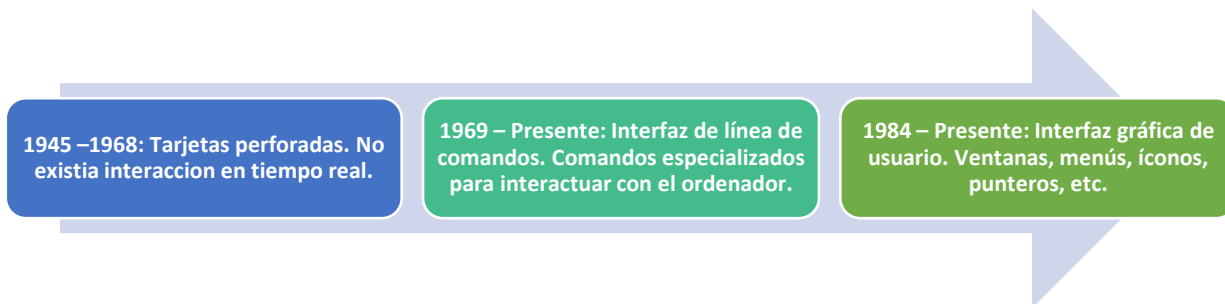 1945 –1968: Tarjetas perforadas. No
existia interaccion en tiempo real.
1969 – Presente: Interfaz de línea de
comandos. Comandos especializados
para interactuar con el ordenador.
1984 – Presente: Interfaz gráfica de
usuario. Ventanas, menús, íconos,
punteros, etc.